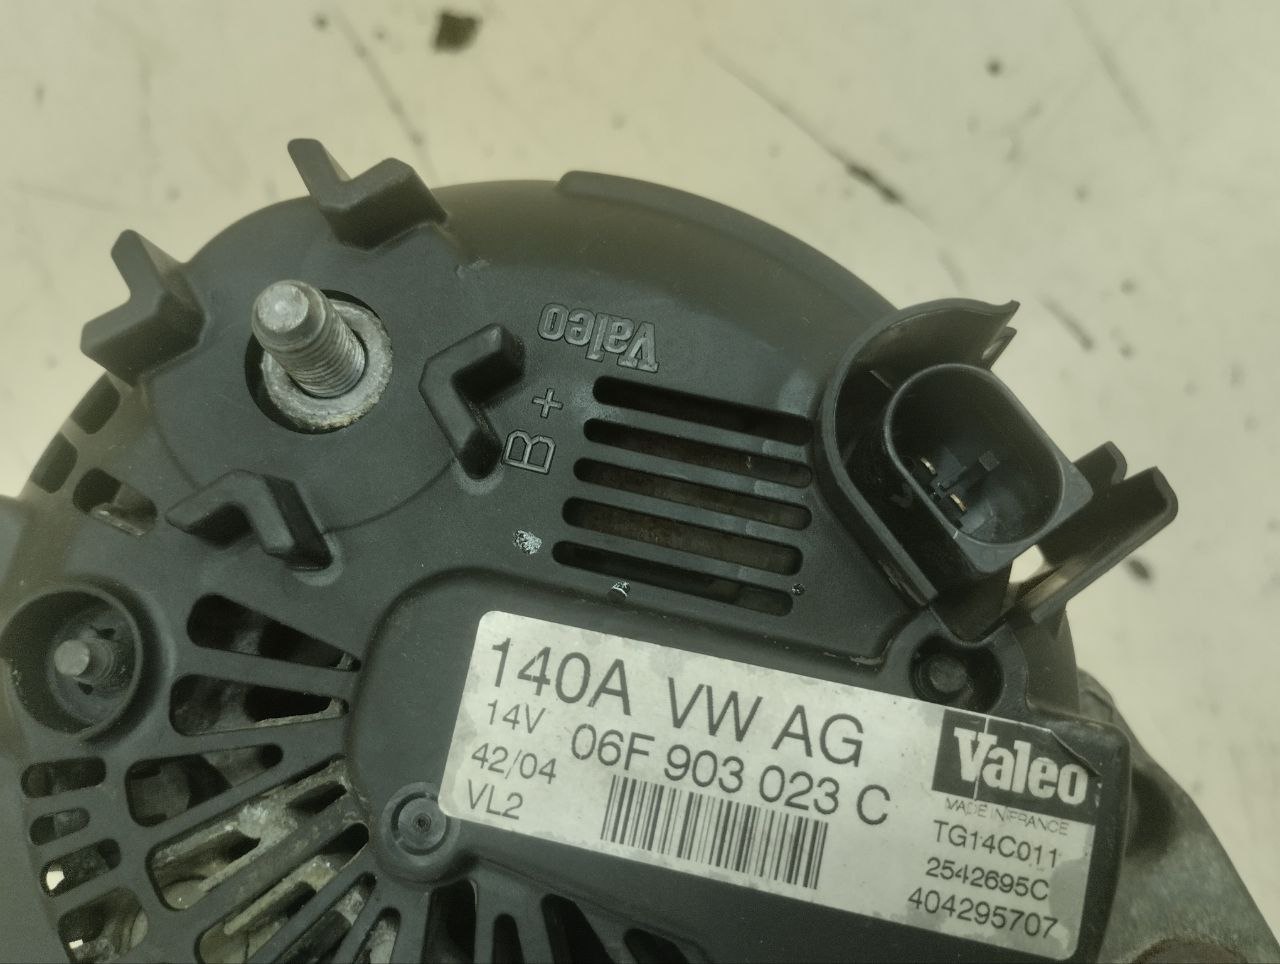 Valeo
B+
140A VW AG
14V 06F 903 023 C
42/04
VL2
Valeo
MADE IN FRANCE
TG14C011
2542695C
404295707